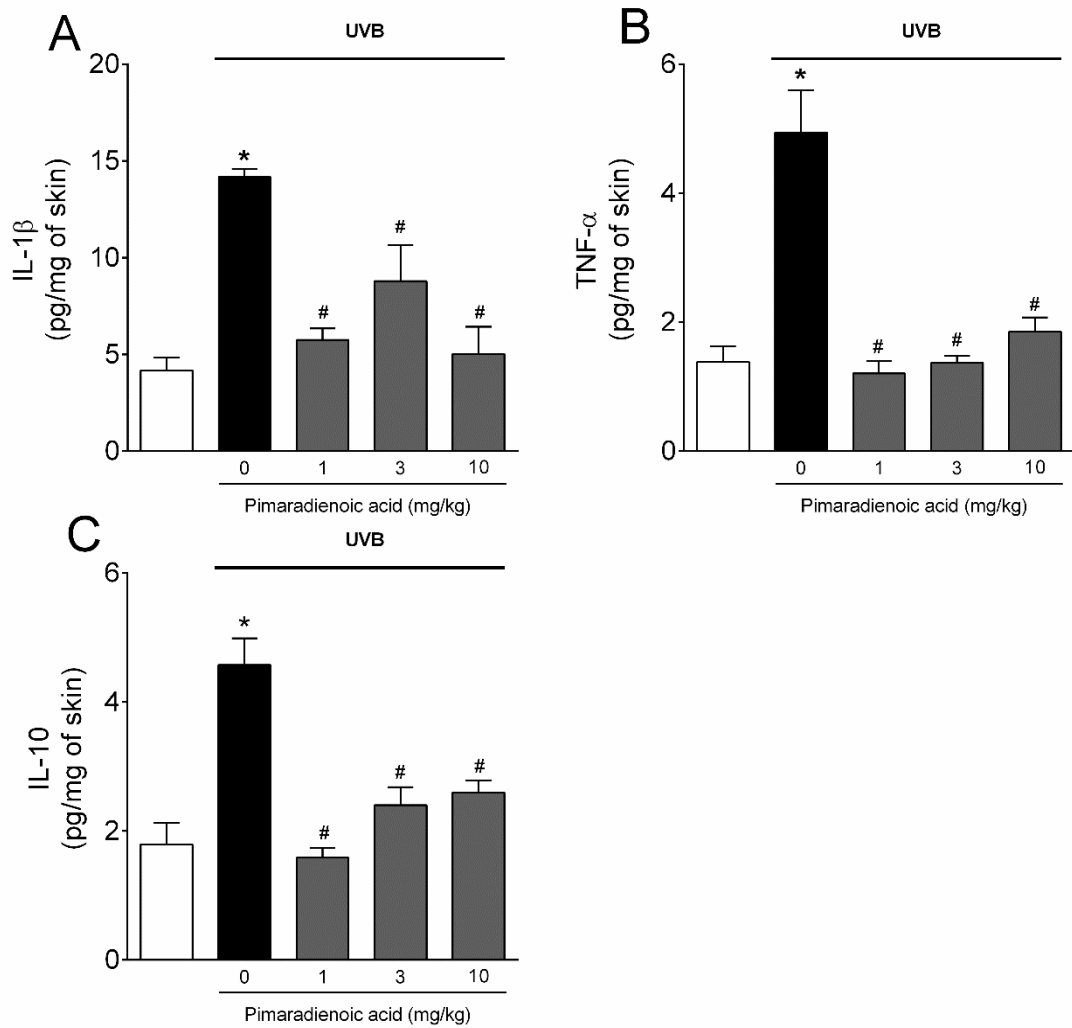 A
UVB
20
15
10
5
0
IL-1β
(pg/mg of skin)
*
#
#
#
0 1 3 10
Pimaradienoic acid (mg/kg)
B
UVB
6
4
2
0
TNF-α
(pg/mg of skin)
*
#
#
#
0 1 3 10
Pimaradienoic acid (mg/kg)
C
UVB
6
4
2
0
IL-10
(pg/mg of skin)
*
#
#
#
0 1 3 10
Pimaradienoic acid (mg/kg)